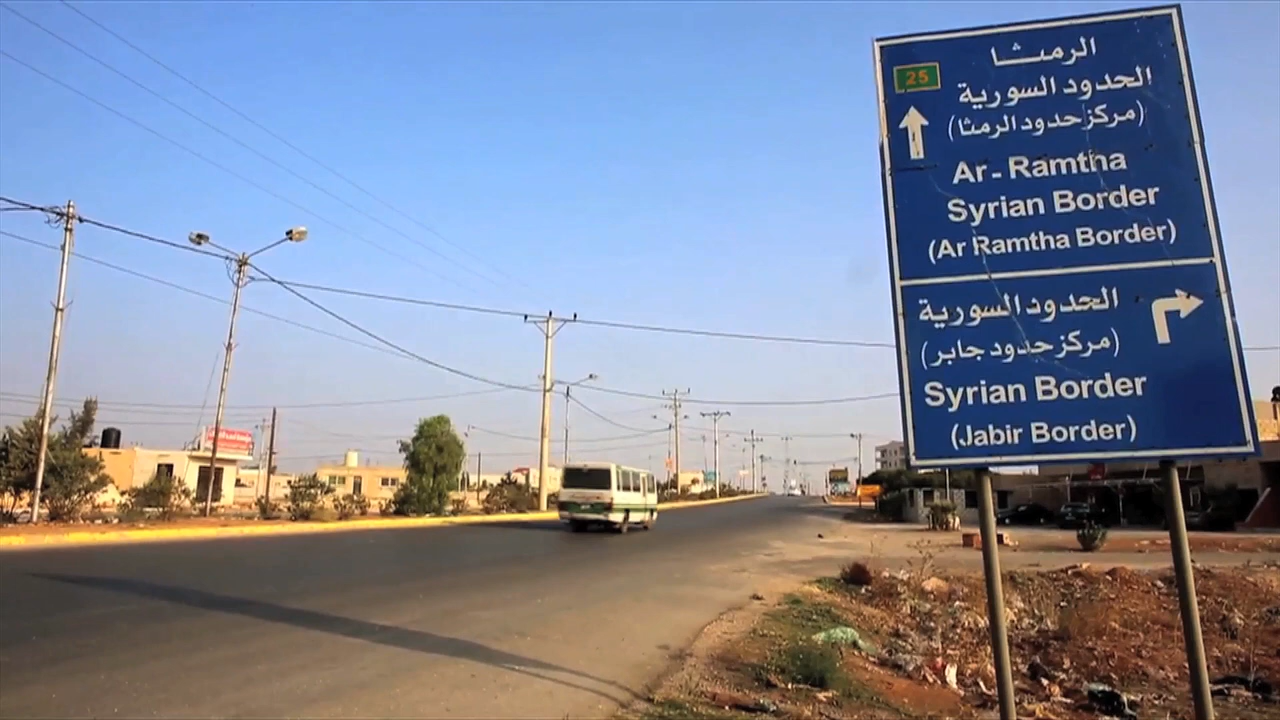 الرمثا
25
الحدود السورية
(مركز حدود الرمثا)
Ar-Ramtha
Syrian Border
(Ar Ramtha Border)
الحدود السورية
(مركز حدود جابر)
Syrian Border
(Jabir Border)